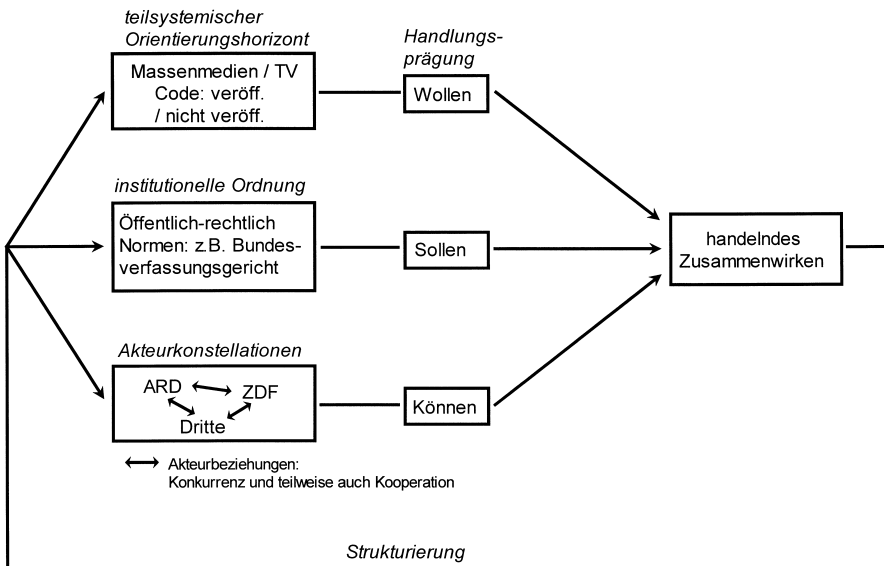 teilsystemischer
Orientierungshorizont
Handlungs-
prägung
Massenmedien / TV
Code: veröff.
/ nicht veröff.
Wollen
institutionelle Ordnung
Öffentlich-rechtlich
Normen: z.B. Bundes-
verfassungsgericht
Sollen
handelndes
Zusammenwirken
Akteurkonstellationen
ARD
ZDF
Dritte
Können
Akteurbeziehungen:
Konkurrenz und teilweise auch Kooperation
Strukturierung